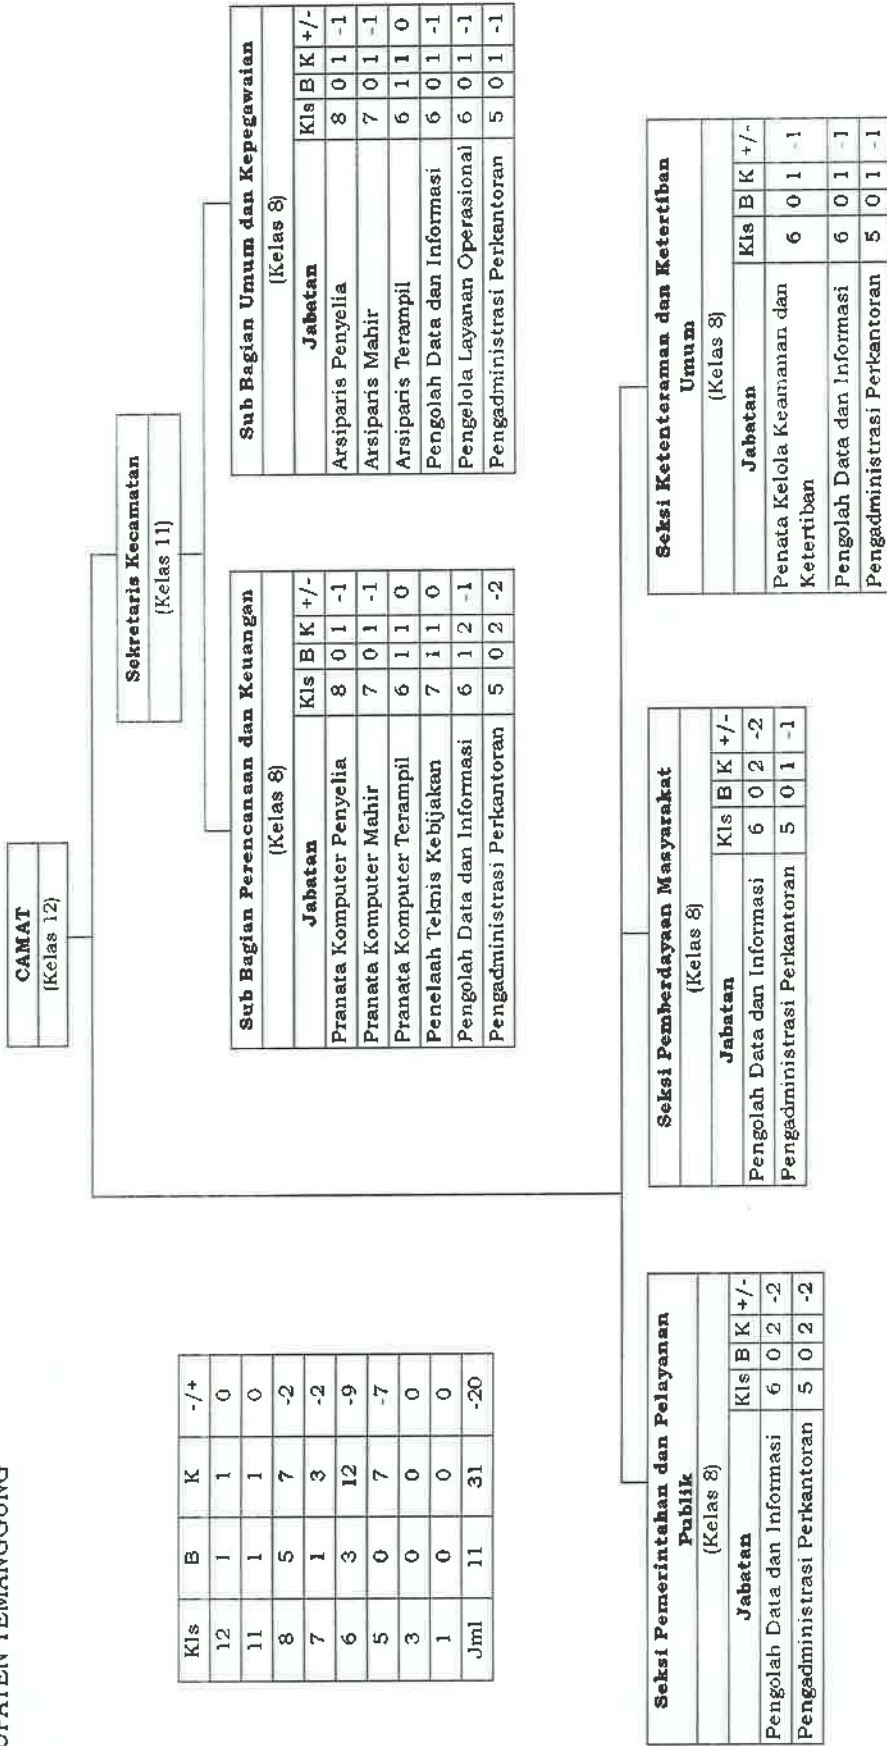 UPATEN TEMANGGUNG
CAMAT
(Kelas 12)
Sekretaris Kecamatan
(Kelas 11)
Kls B K -/+
12 1 1 0
11 1 1 0
8 5 7 -2
7 1 3 -2
6 3 12 -9
5 0 7 -7
3 0 0 0
1 0 0 0
Jml 11 31 -20
Sub Bagian Perencanaan dan Keuangan
(Kelas 8)
Jabatan Kls B K +/-
Pranata Komputer Penyelia 8 0 1 -1
Pranata Komputer Mahir 7 0 1 -1
Pranata Komputer Terampil 6 1 1 0
Penelaah Teknis Kebijakan 7 1 1 0
Pengolah Data dan Informasi 6 1 2 -1
Pengadministrasi Perkantoran 5 0 2 -2
Sub Bagian Umum dan Kepegawaian
(Kelas 8)
Jabatan Kls B K +/-
Arsiparis Penyelia 8 0 1 -1
Arsiparis Mahir 7 0 1 -1
Arsiparis Terampil 6 1 1 0
Pengolah Data dan Informasi 6 0 1 -1
Pengelola Layanan Operasional 6 0 1 -1
Pengadministrasi Perkantoran 5 0 1 -1
Seksi Pemerintahan dan Pelayanan
Publik
(Kelas 8)
Jabatan Kls B K +/-
Pengolah Data dan Informasi 6 0 2 -2
Pengadministrasi Perkantoran 5 0 2 -2
Seksi Pemberdayaan Masyarakat
(Kelas 8)
Jabatan Kls B K +/-
Pengolah Data dan Informasi 6 0 2 -2
Pengadministrasi Perkantoran 5 0 1 -1
Seksi Ketenteraman dan Ketertiban
Umum
(Kelas 8)
Jabatan Kls B K +/-
Penata Kelola Keamanan dan
Ketertiban 6 0 1 -1
Pengolah Data dan Informasi 6 0 1 -1
Pengadministrasi Perkantoran 5 0 1 -1